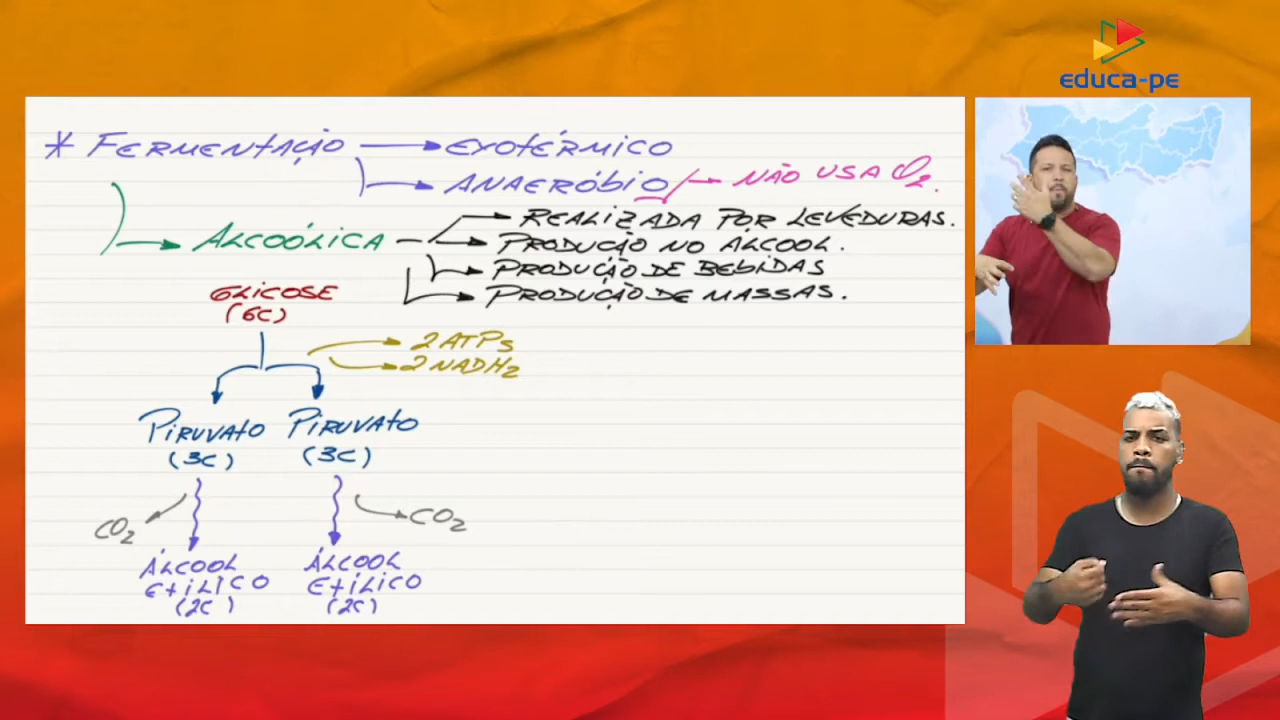 educa-pe
* FERMENTAÇÃO → EXOTÉRMICO
→ ANAERÓBIO → NÃO USA O2.
→ ALCOÓLICA → REALIZADA POR LEVEDURAS.
→ PRODUÇÃO NO ALCOOL.
→ PRODUÇÃO DE BEBIDAS
→ PRODUÇÃO DE MASSAS.
GLICOSE
(6C)
2 ATPs
2 NADH2
PIRUVATO PIRUVATO
(3C) (3C)
CO2 CO2
ÁLCOOL ÁLCOOL
ETÍLICO ETÍLICO
(2C) (2C)